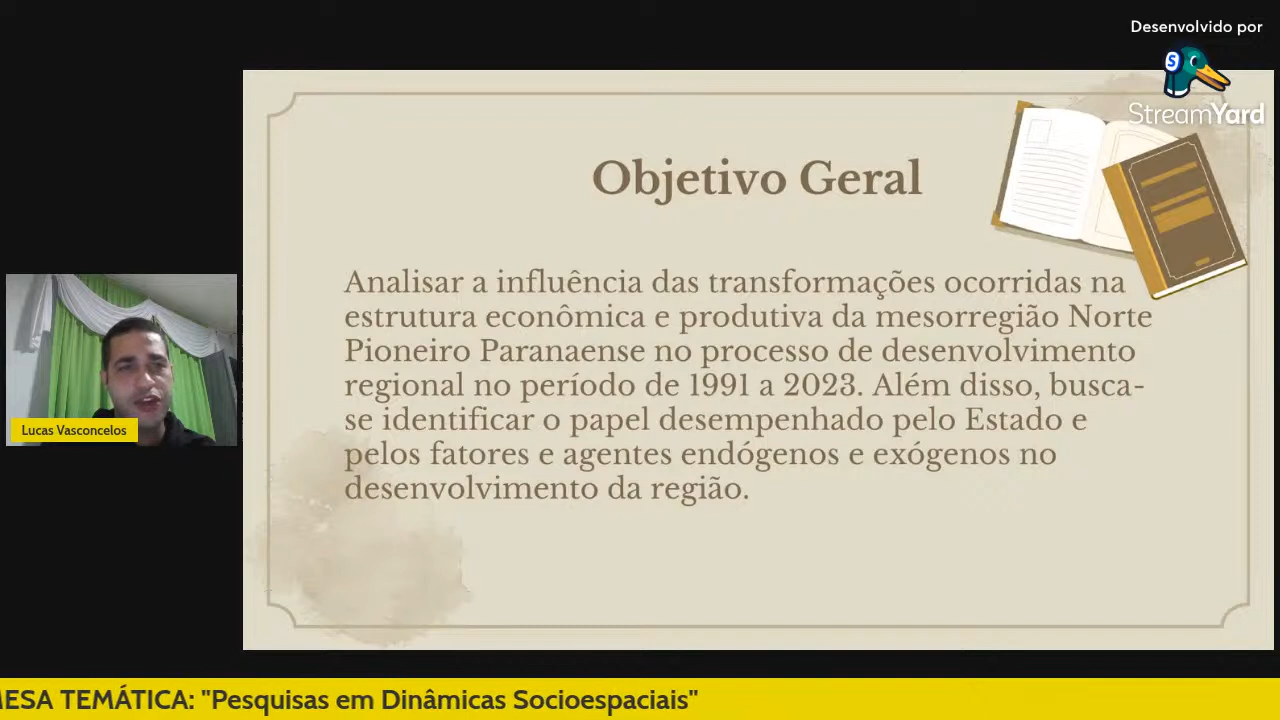 Desenvolvido por
StreamYard
Objetivo Geral
Analisar a influência das transformações ocorridas na
estrutura econômica e produtiva da mesorregião Norte
Pioneiro Paranaense no processo de desenvolvimento
regional no período de 1991 a 2023. Além disso, busca-
se identificar o papel desempenhado pelo Estado e
pelos fatores e agentes endógenos e exógenos no
desenvolvimento da região.
Lucas Vasconcelos
MESA TEMÁTICA: "Pesquisas em Dinâmicas Socioespaciais"